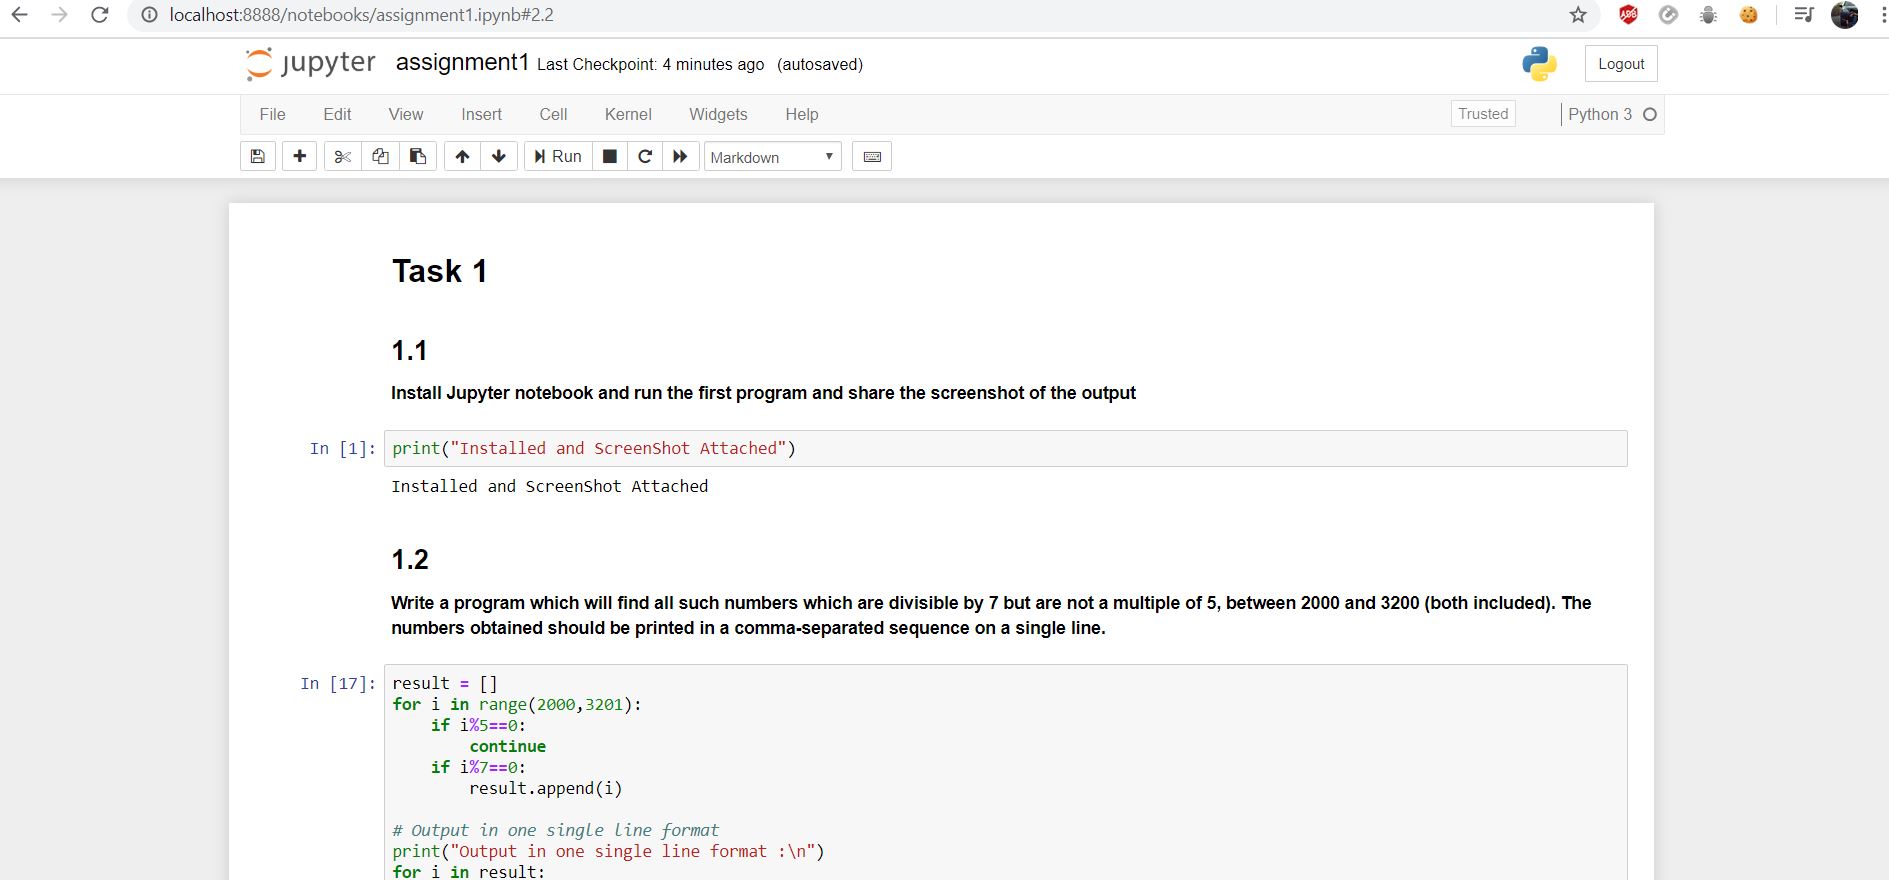 localhost:8888/notebooks/assignment1.ipynb#2.2
ABP
jupyter assignment1 Last Checkpoint: 4 minutes ago (autosaved) Logout
File Edit View Insert Cell Kernel Widgets Help Trusted Python 3
Run Markdown
Task 1
1.1
Install Jupyter notebook and run the first program and share the screenshot of the output
In [1]: print("Installed and ScreenShot Attached")
Installed and ScreenShot Attached
1.2
Write a program which will find all such numbers which are divisible by 7 but are not a multiple of 5, between 2000 and 3200 (both included). The
numbers obtained should be printed in a comma-separated sequence on a single line.
In [17]: result = []
for i in range(2000,3201):
    if i%5==0:
        continue
    if i%7==0:
        result.append(i)
# Output in one single line format
print("Output in one single line format :\n")
for i in result: